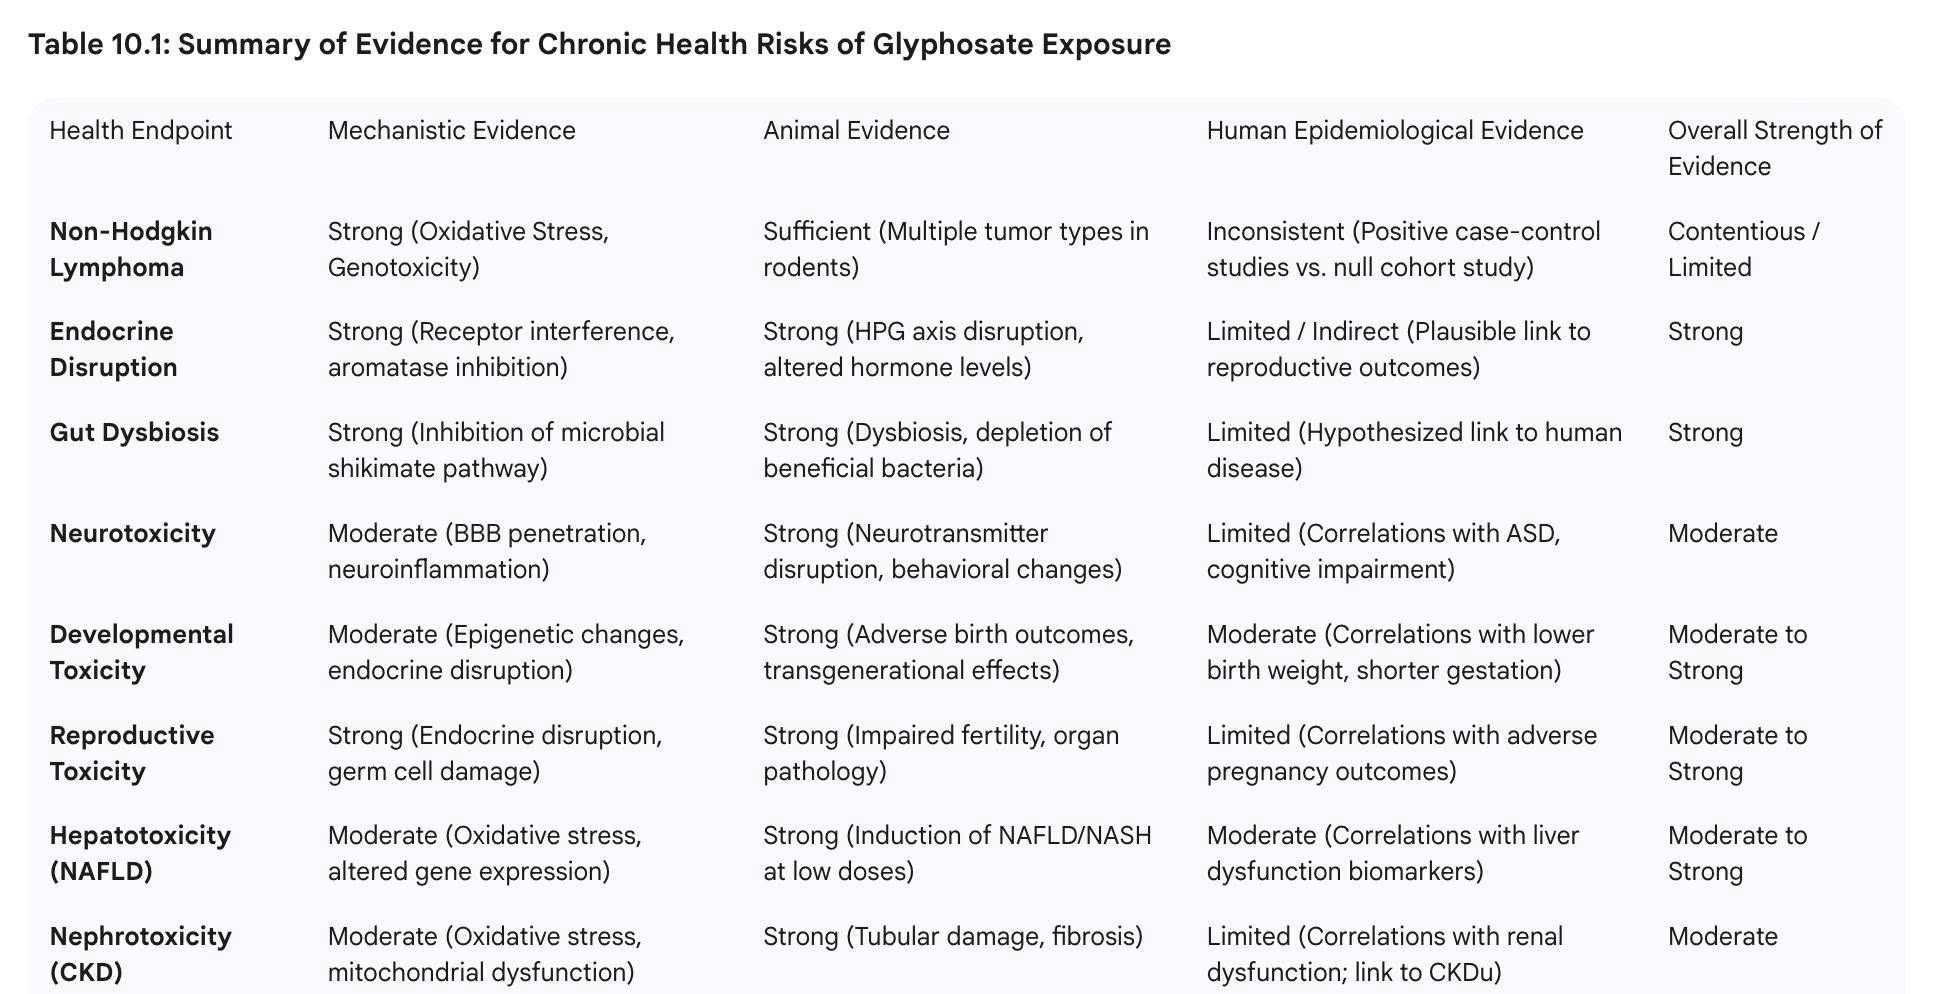 Table 10.1: Summary of Evidence for Chronic Health Risks of Glyphosate Exposure
Health Endpoint Mechanistic Evidence Animal Evidence Human Epidemiological Evidence Overall Strength of
Evidence
Non-Hodgkin Strong (Oxidative Stress, Sufficient (Multiple tumor types in Inconsistent (Positive case-control Contentious /
Lymphoma Genotoxicity) rodents) studies vs. null cohort study) Limited
Endocrine Strong (Receptor interference, Strong (HPG axis disruption, Limited / Indirect (Plausible link to Strong
Disruption aromatase inhibition) altered hormone levels) reproductive outcomes)
Gut Dysbiosis Strong (Inhibition of microbial Strong (Dysbiosis, depletion of Limited (Hypothesized link to human Strong
shikimate pathway) beneficial bacteria) disease)
Neurotoxicity Moderate (BBB penetration, Strong (Neurotransmitter Limited (Correlations with ASD, Moderate
neuroinflammation) disruption, behavioral changes) cognitive impairment)
Developmental Moderate (Epigenetic changes, Strong (Adverse birth outcomes, Moderate (Correlations with lower Moderate to
Toxicity endocrine disruption) transgenerational effects) birth weight, shorter gestation) Strong
Reproductive Strong (Endocrine disruption, Strong (Impaired fertility, organ Limited (Correlations with adverse Moderate to
Toxicity germ cell damage) pathology) pregnancy outcomes) Strong
Hepatotoxicity Moderate (Oxidative stress, Strong (Induction of NAFLD/NASH Moderate (Correlations with liver Moderate to
(NAFLD) altered gene expression) at low doses) dysfunction biomarkers) Strong
Nephrotoxicity Moderate (Oxidative stress, Strong (Tubular damage, fibrosis) Limited (Correlations with renal Moderate
(CKD) mitochondrial dysfunction) dysfunction; link to CKDu)